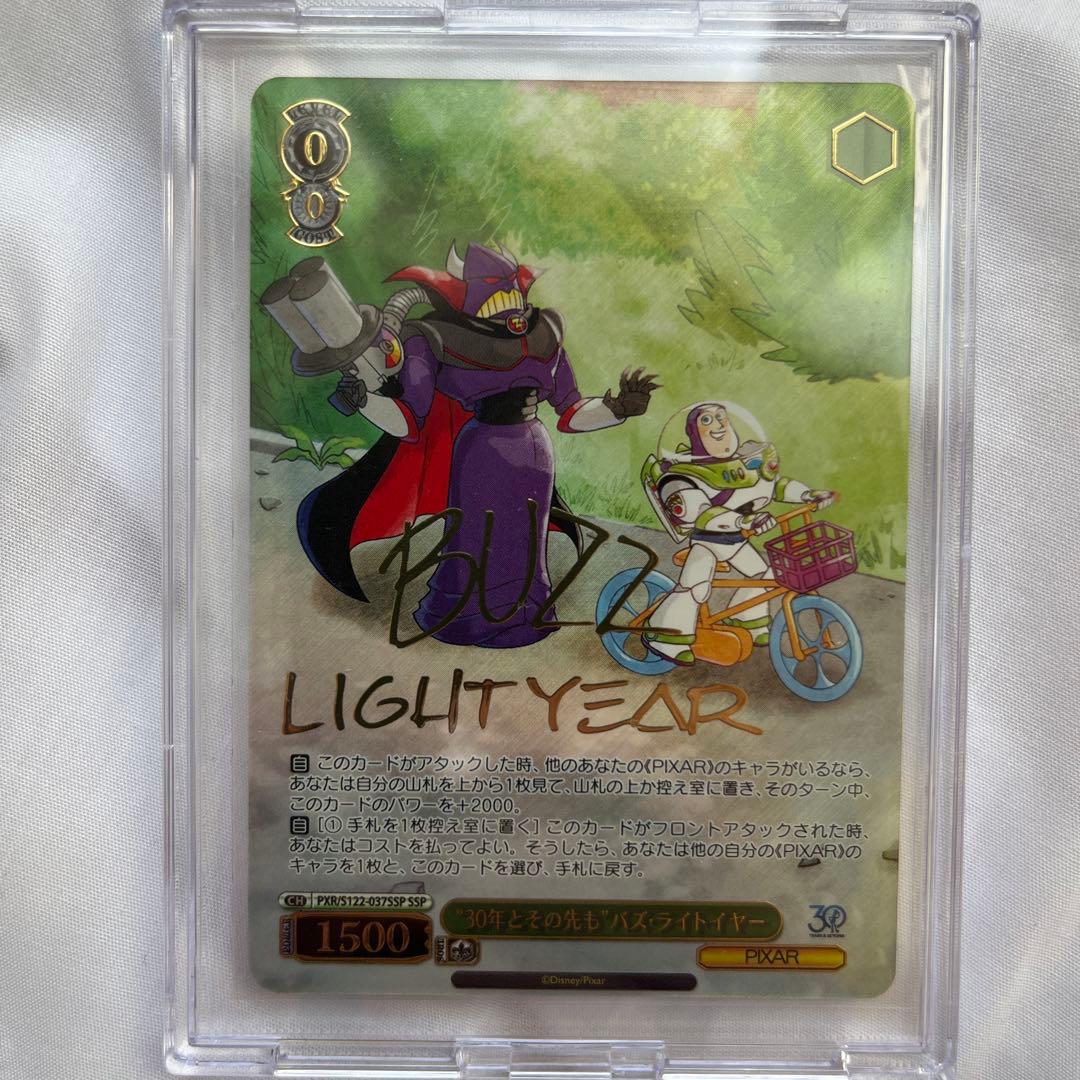 LEVEL
0
0
COST
BUZZ
LIGHTYEAR
自 このカードがアタックした時、他のあなたの《PIXAR》のキャラがいるなら、
あなたは自分の山札を上から1枚見て、山札の上か控え室に置き、そのターン中、
このカードのパワーを+2000。
自 [① 手札を1枚控え室に置く] このカードがフロントアタックされた時、
あなたはコストを払ってよい。そうしたら、あなたは他の自分の《PIXAR》の
キャラを1枚と、このカードを選び、手札に戻す。
CH PXR/S122-037SSP SSP
POWER 1500 SOUL
"30年とその先も"バズ・ライトイヤー
30
YEARS & BEYOND
PIXAR
©Disney/Pixar